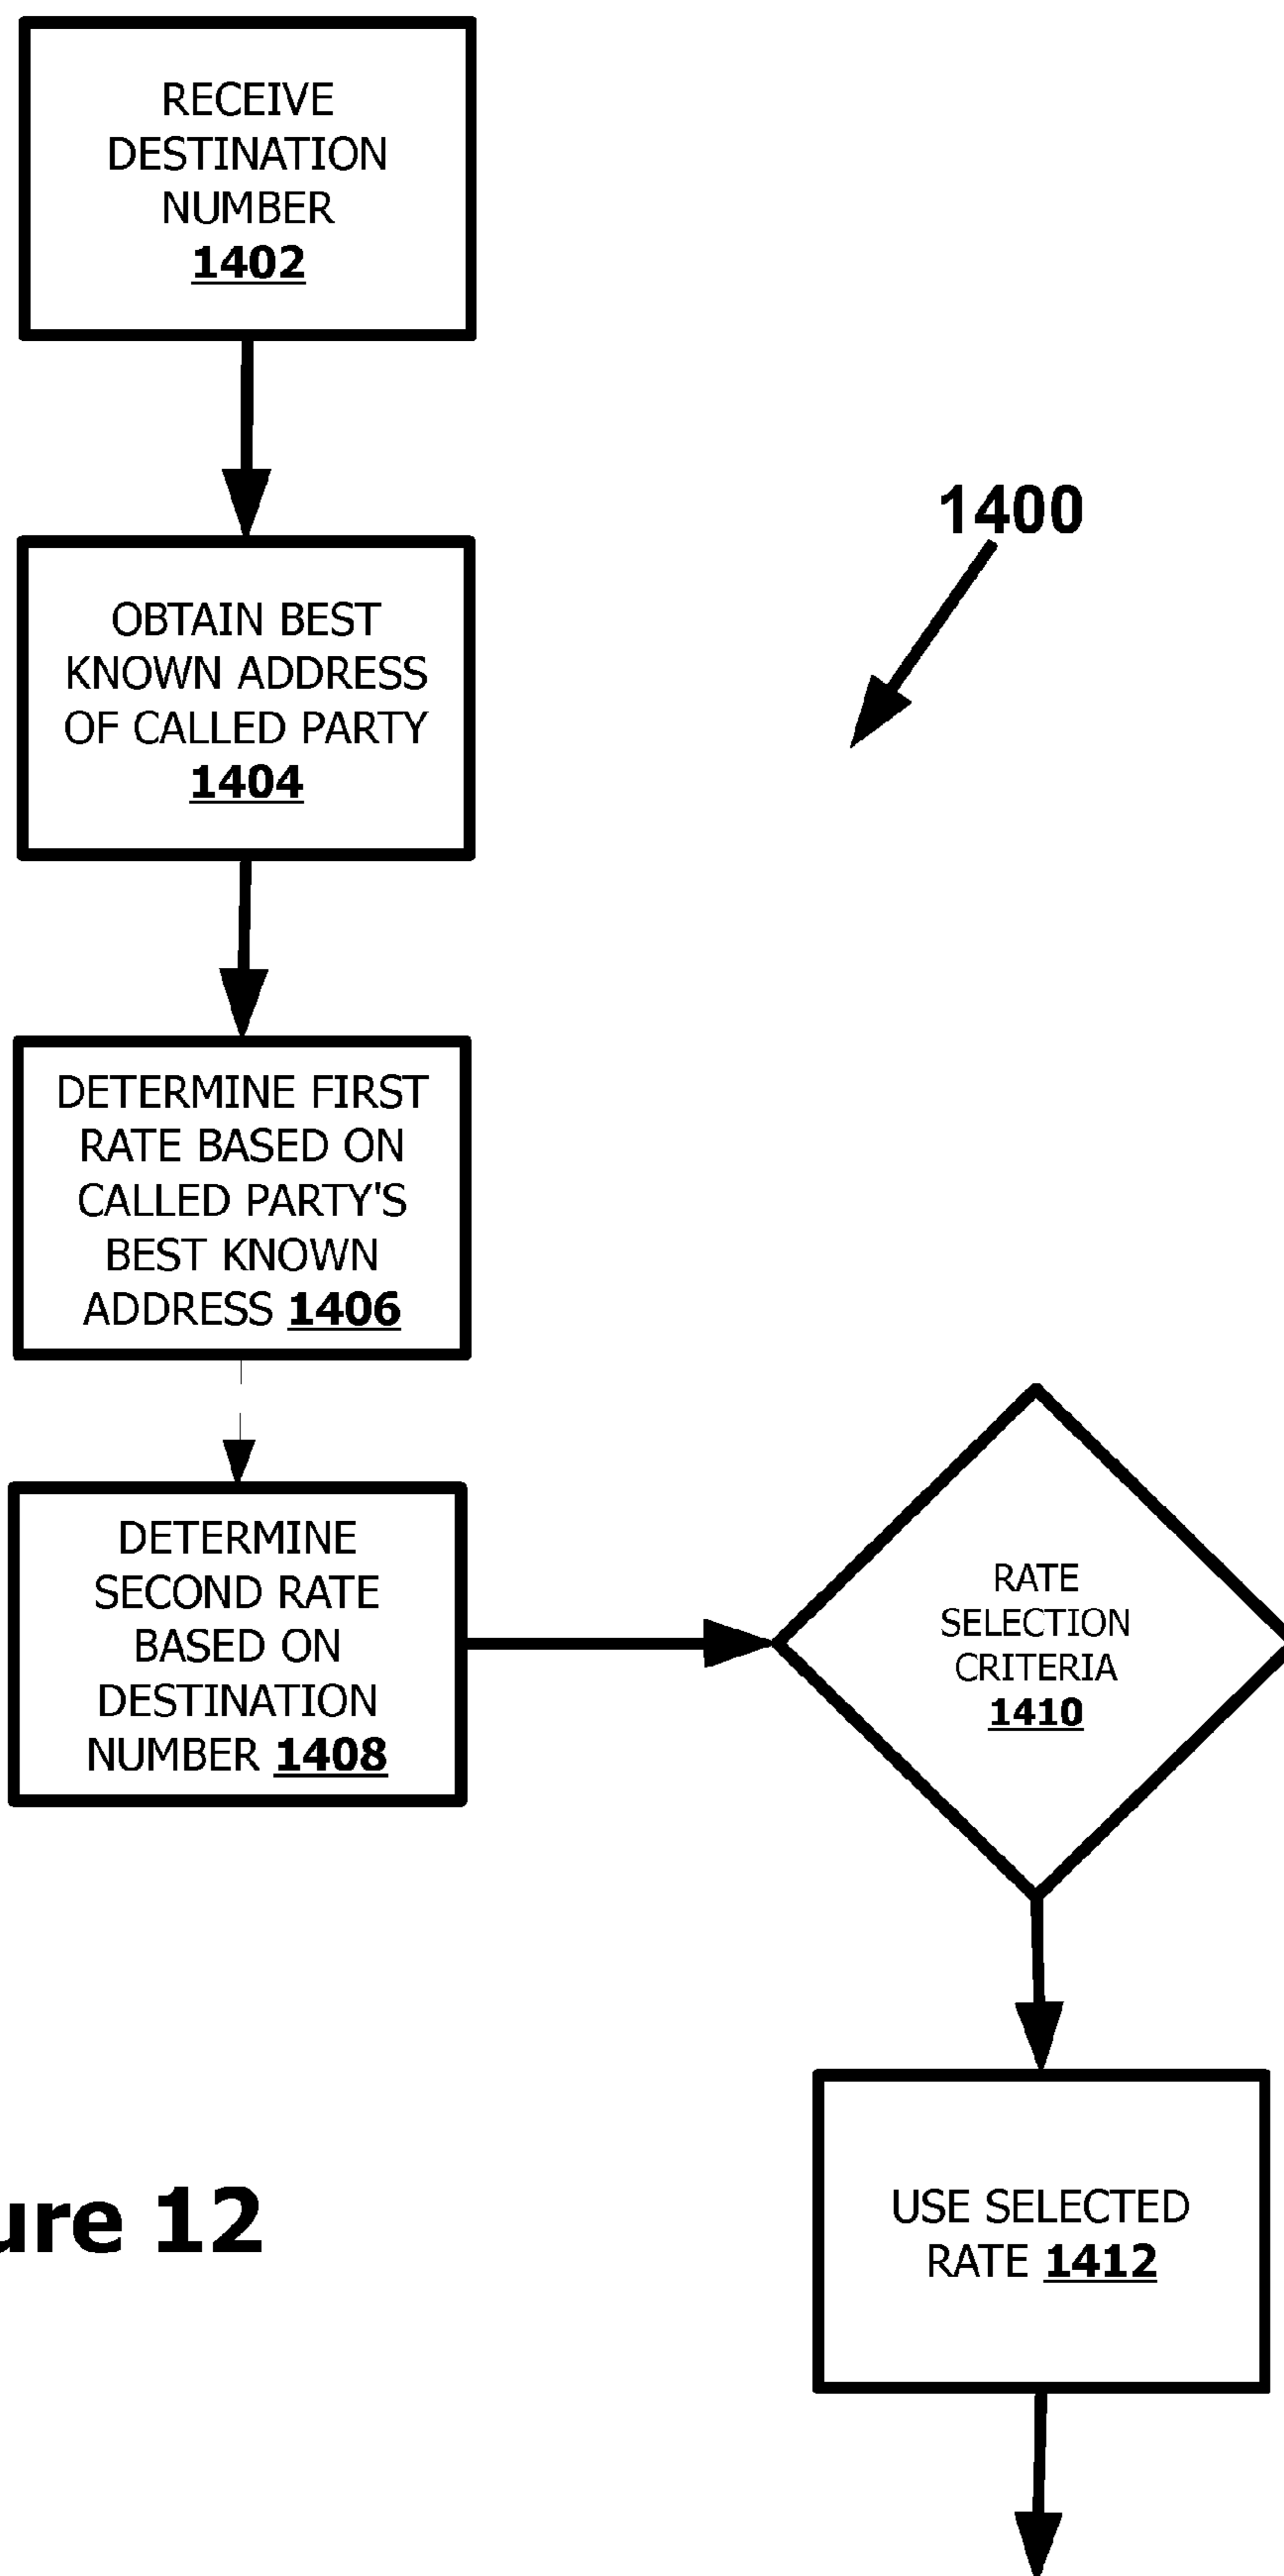 RECEIVE
DESTINATION
NUMBER
1402
1400
OBTAIN BEST
KNOWN ADDRESS
OF CALLED PARTY
1404
DETERMINE FIRST
RATE BASED ON
CALLED PARTY'S
BEST KNOWN
ADDRESS 1406
DETERMINE
SECOND RATE
BASED ON
DESTINATION
NUMBER 1408
RATE
SELECTION
CRITERIA
1410
USE SELECTED
RATE 1412
ure 12